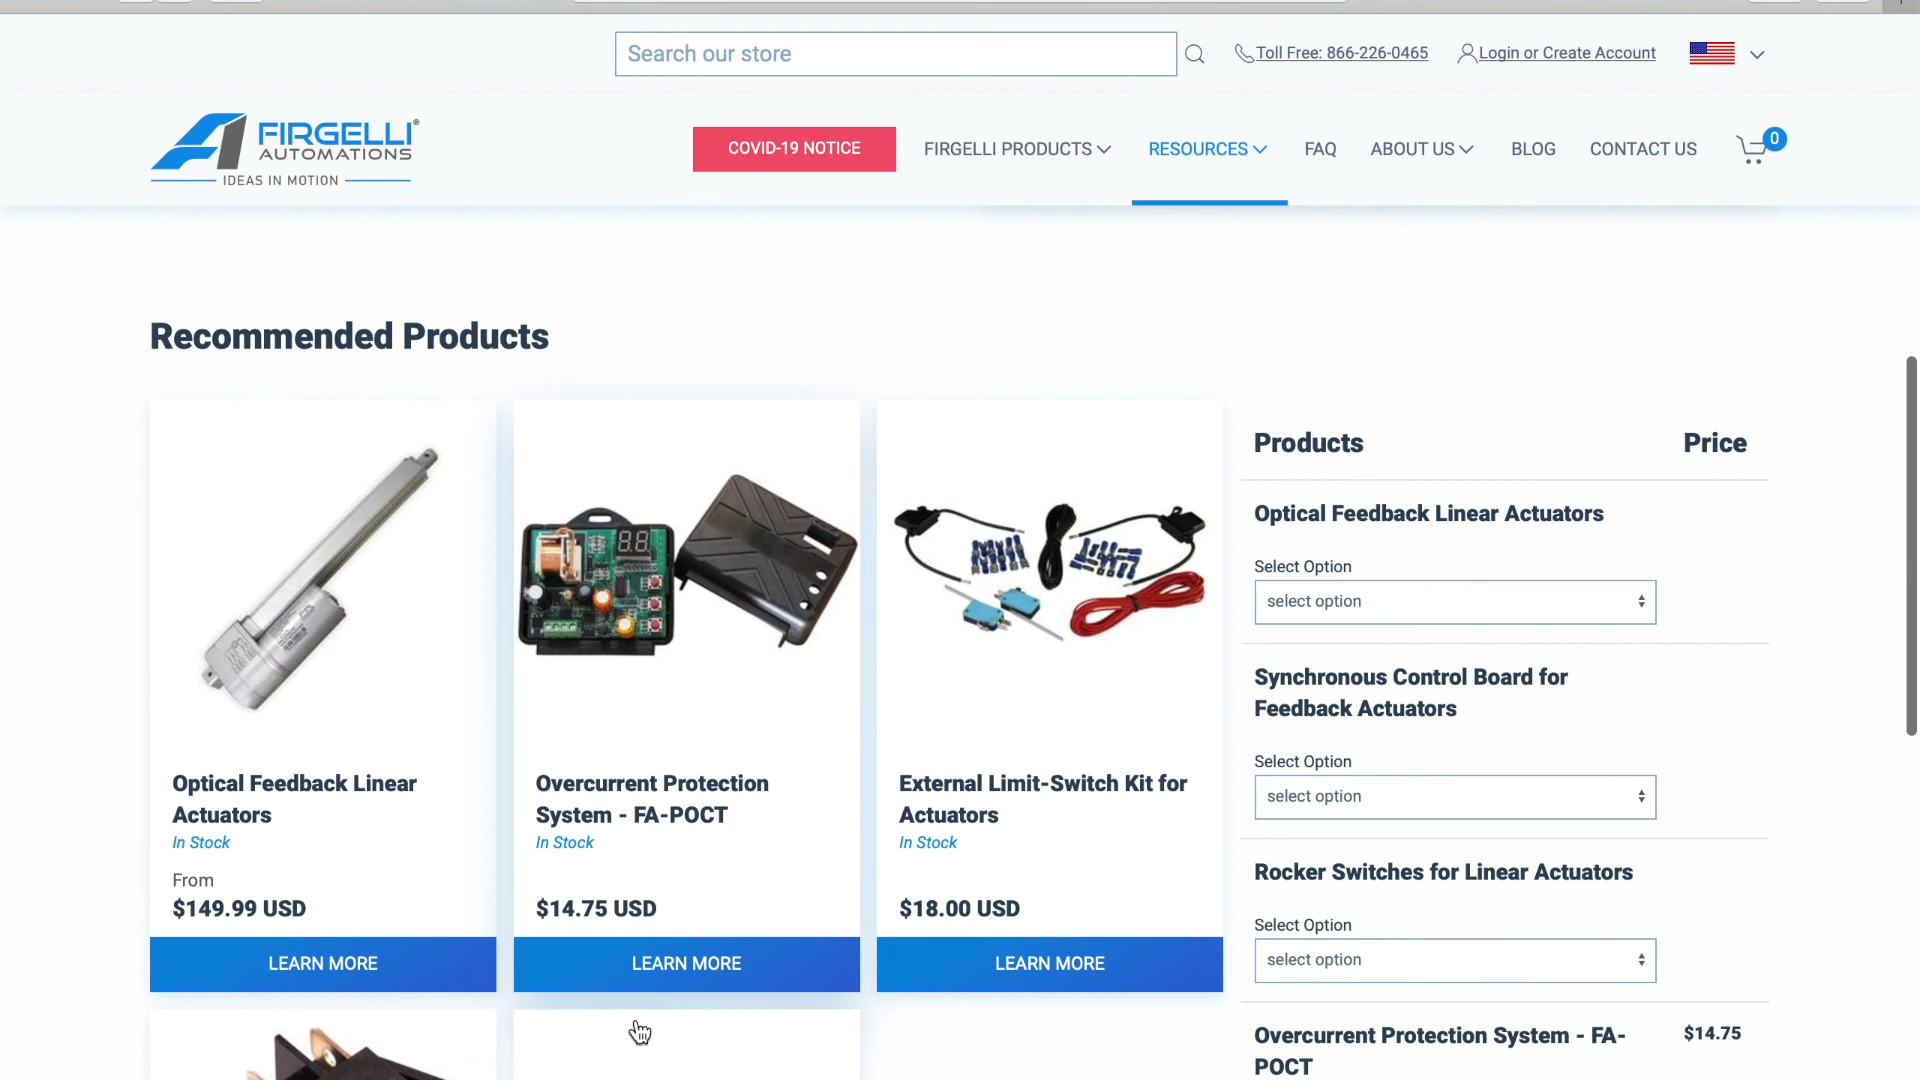 Search our store
Toll Free: 866-226-0465
Login or Create Account
FIRGELLI®
AUTOMATIONS
IDEAS IN MOTION
COVID-19 NOTICE
FIRGELLI PRODUCTS
RESOURCES
FAQ
ABOUT US
BLOG
CONTACT US
0
Recommended Products
Optical Feedback Linear
Actuators
In Stock
From
$149.99 USD
LEARN MORE
Overcurrent Protection
System - FA-POCT
In Stock
$14.75 USD
LEARN MORE
External Limit-Switch Kit for
Actuators
In Stock
$18.00 USD
LEARN MORE
Products Price
Optical Feedback Linear Actuators
Select Option
select option
Synchronous Control Board for
Feedback Actuators
Select Option
select option
Rocker Switches for Linear Actuators
Select Option
select option
Overcurrent Protection System - FA- $14.75
POCT